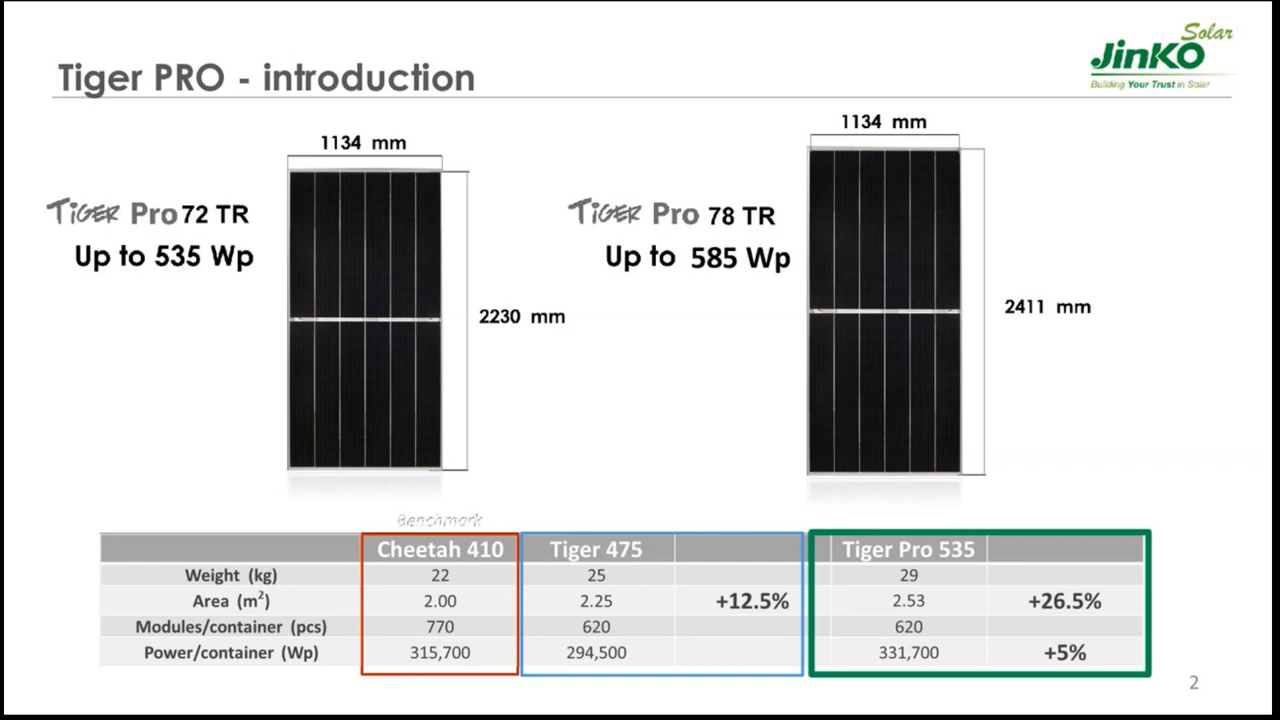 Solar
JinKO
Building Your Trust in Solar
Tiger PRO - introduction
1134 mm
1134 mm
TiGER Pro 72 TR
Up to 535 Wp
2230 mm
TiGER Pro 78 TR
Up to 585 Wp
2411 mm
Benchmark
Cheetah 410 Tiger 475 Tiger Pro 535
Weight (kg) 22 25 29
Area (m²) 2.00 2.25 +12.5% 2.53 +26.5%
Modules/container (pcs) 770 620 620
Power/container (Wp) 315,700 294,500 331,700 +5%
2